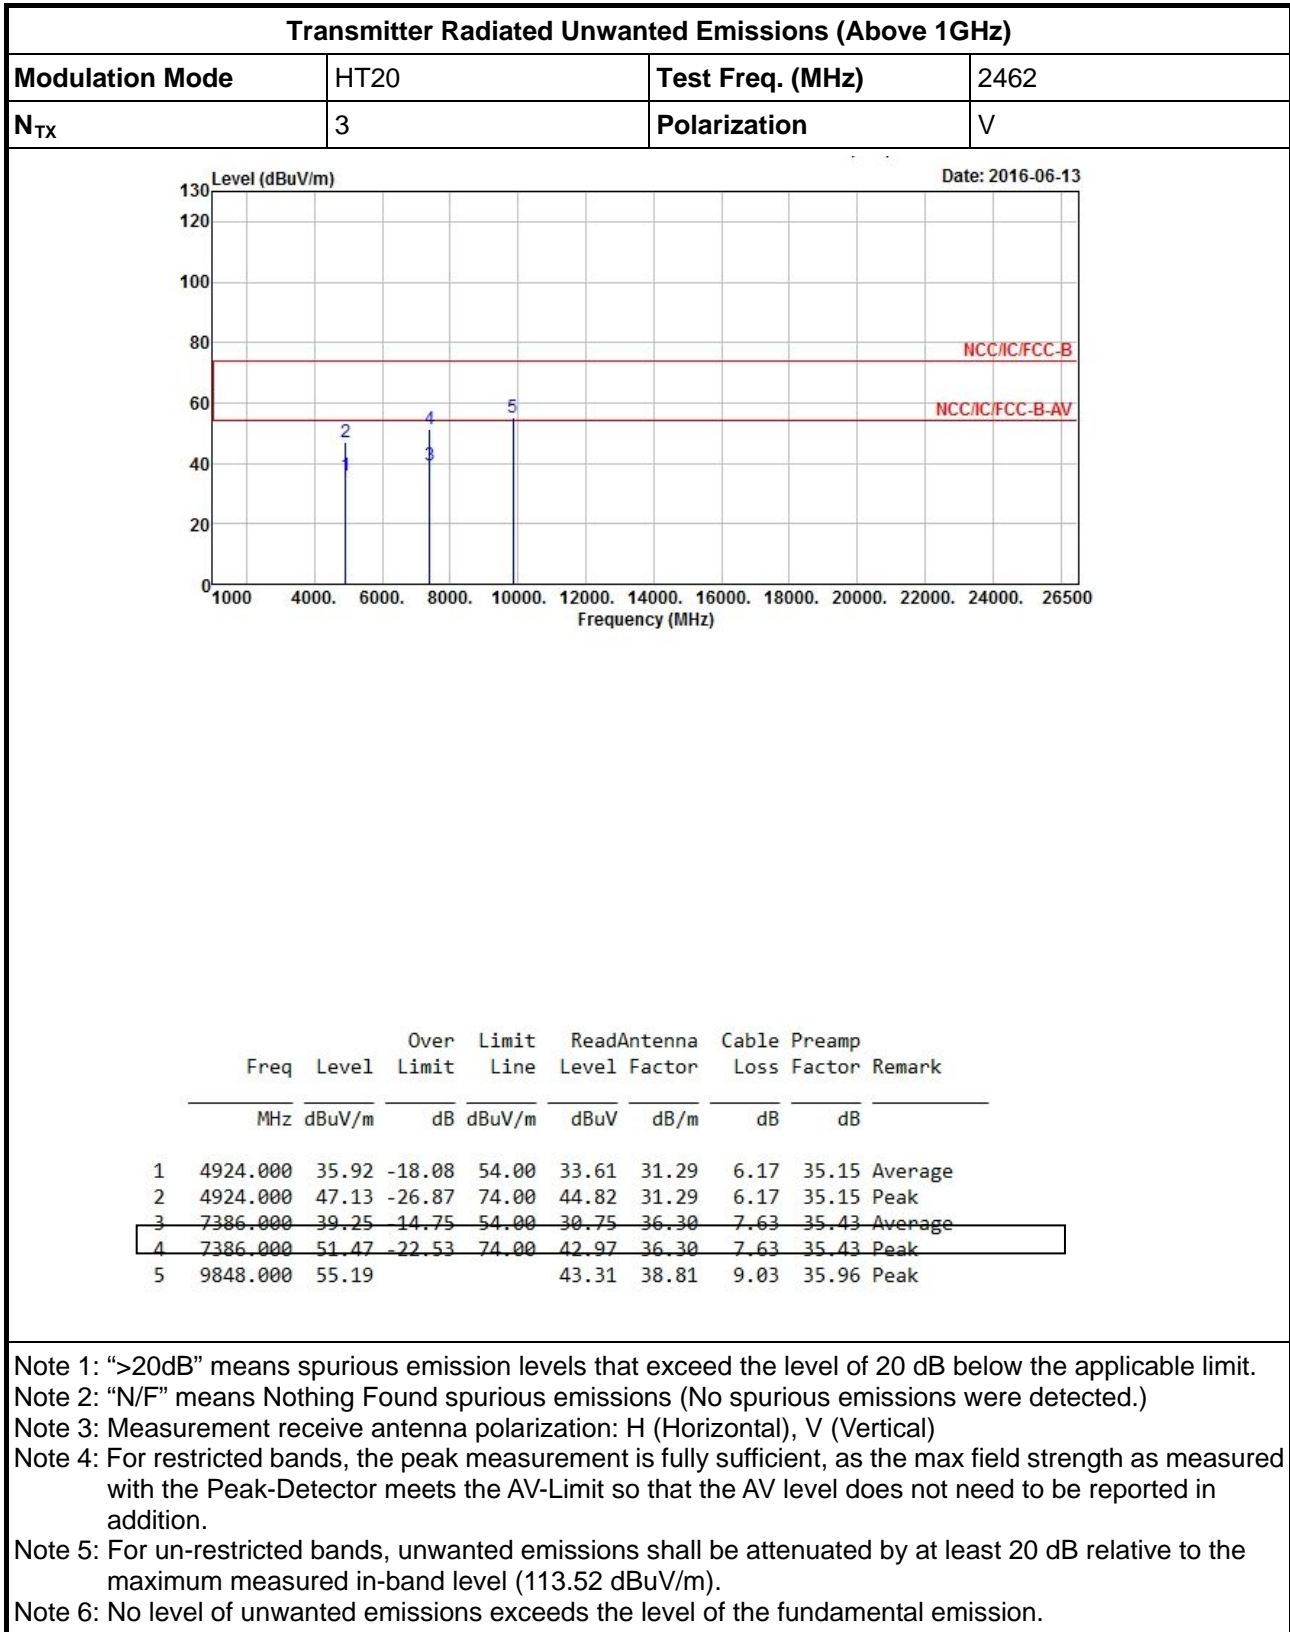 Transmitter Radiated Unwanted Emissions (Above 1GHz)
Modulation Mode HT20 Test Freq. (MHz) 2462
NTX 3 Polarization V
Level (dBuV/m) Date: 2016-06-13
130
120
100
80
60
40
20
0
NCC/IC/FCC-B
NCC/IC/FCC-B-AV
1 2 3 4 5
1000 4000. 6000. 8000. 10000. 12000. 14000. 16000. 18000. 20000. 22000. 24000. 26500
Frequency (MHz)
Over Limit ReadAntenna Cable Preamp
Freq Level Limit Line Level Factor Loss Factor Remark
MHz dBuV/m dB dBuV/m dBuV dB/m dB dB
1 4924.000 35.92 -18.08 54.00 33.61 31.29 6.17 35.15 Average
2 4924.000 47.13 -26.87 74.00 44.82 31.29 6.17 35.15 Peak
3 7386.000 39.25 -14.75 54.00 30.75 36.30 7.63 35.43 Average
4 7386.000 51.47 -22.53 74.00 42.97 36.30 7.63 35.43 Peak
5 9848.000 55.19 43.31 38.81 9.03 35.96 Peak
Note 1: “>20dB” means spurious emission levels that exceed the level of 20 dB below the applicable limit.
Note 2: “N/F” means Nothing Found spurious emissions (No spurious emissions were detected.)
Note 3: Measurement receive antenna polarization: H (Horizontal), V (Vertical)
Note 4: For restricted bands, the peak measurement is fully sufficient, as the max field strength as measured
with the Peak-Detector meets the AV-Limit so that the AV level does not need to be reported in
addition.
Note 5: For un-restricted bands, unwanted emissions shall be attenuated by at least 20 dB relative to the
maximum measured in-band level (113.52 dBuV/m).
Note 6: No level of unwanted emissions exceeds the level of the fundamental emission.